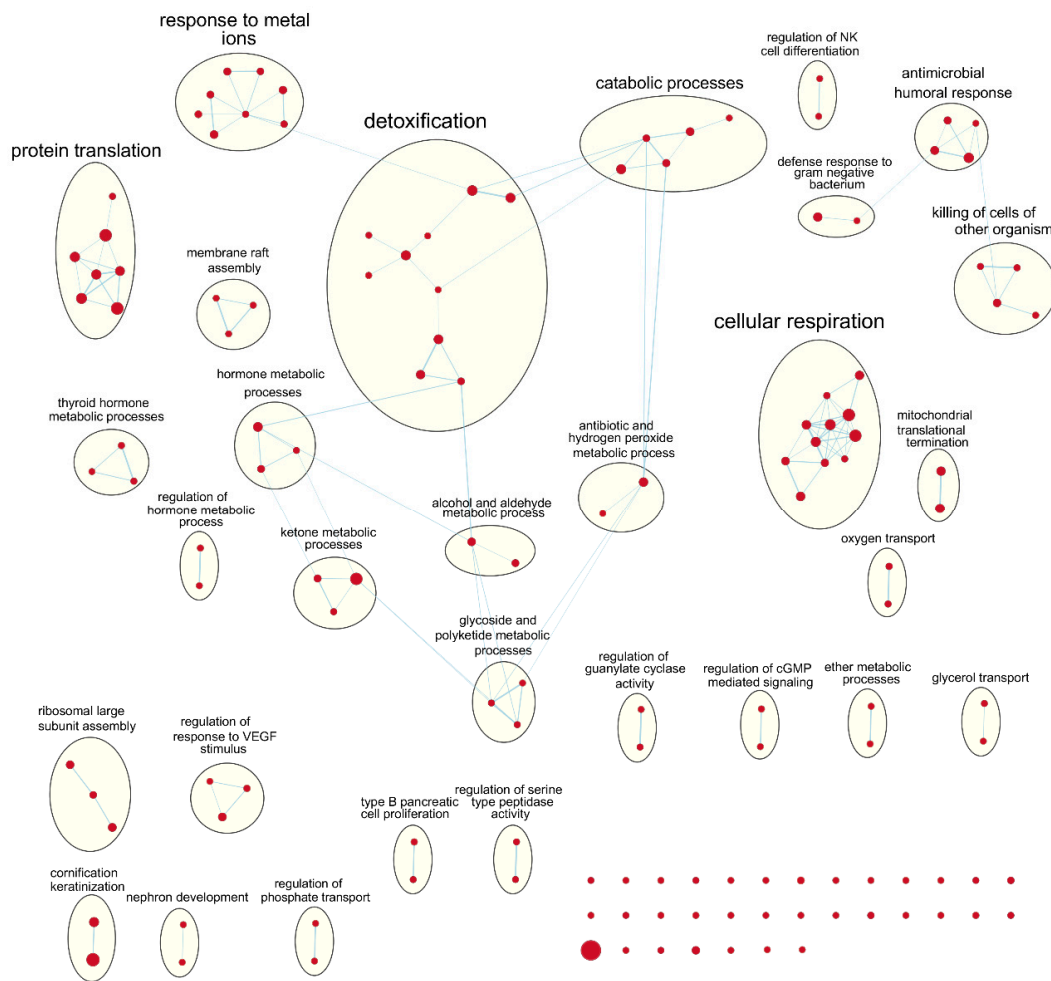 response to metal
ions
regulation of NK
cell differentiation
antimicrobial
humoral response
catabolic processes
detoxification
protein translation
defense response to
gram negative
bacterium
killing of cells of
other organism
membrane raft
assembly
cellular respiration
hormone metabolic
processes
thyroid hormone
metabolic processes
antibiotic and
hydrogen peroxide
metabolic process
mitochondrial
translational
termination
regulation of
hormone metabolic
process
alcohol and aldehyde
metabolic process
ketone metabolic
processes
oxygen transport
glycoside and
polyketide metabolic
processes
regulation of
guanylate cyclase
activity
regulation of cGMP
mediated signaling
ether metabolic
processes
glycerol transport
ribosomal large
subunit assembly
regulation of
response to VEGF
stimulus
type B pancreatic
cell proliferation
regulation of serine
type peptidase
activity
cornification
keratinization
nephron development
regulation of
phosphate transport